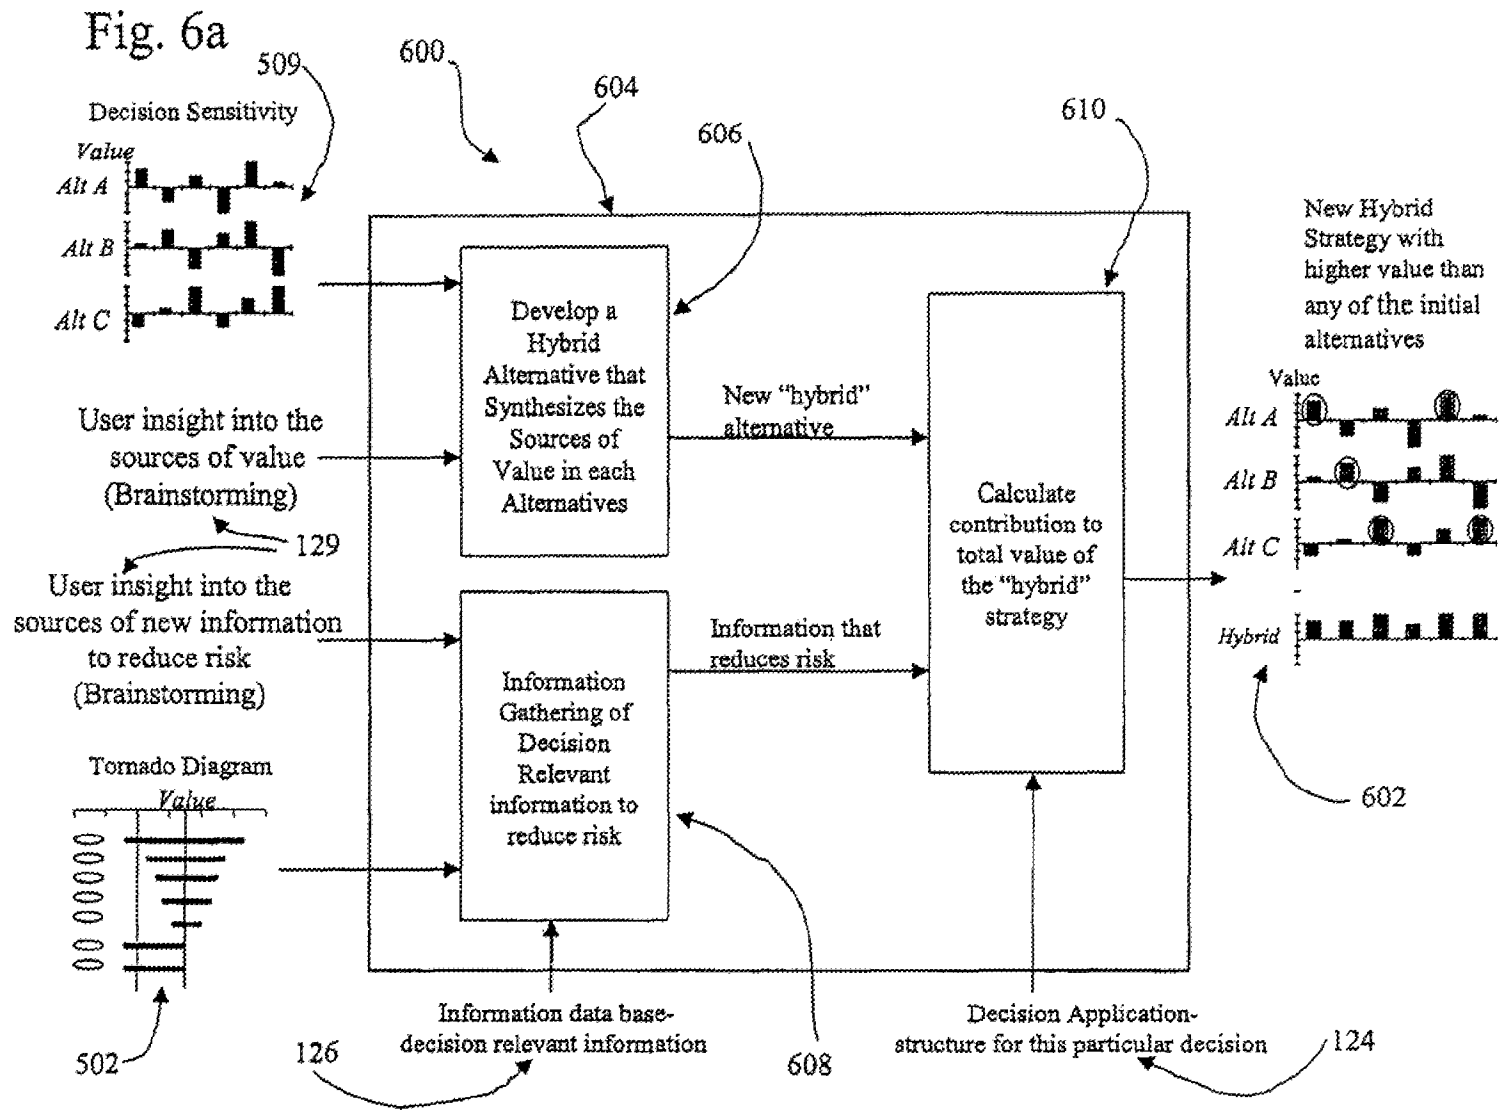 Fig. 6a
509
Decision Sensitivity
Value
Alt A
Alt B
Alt C
600
604
606
610
User insight into the
sources of value
(Brainstorming)
129
User insight into the
sources of new information
to reduce risk
(Brainstorming)
Tornado Diagram
Value
502
Develop a
Hybrid
Alternative that
Synthesizes the
Sources of
Value in each
Alternatives
Information
Gathering of
Decision
Relevant
information to
reduce risk
New “hybrid”
alternative
Information that
reduces risk
Calculate
contribution to
total value of
the “hybrid”
strategy
New Hybrid
Strategy with
higher value than
any of the initial
alternatives
Value
Alt A
Alt B
Alt C
Hybrid
602
Information data base-
decision relevant information
126
608
Decision Application-
structure for this particular decision
124